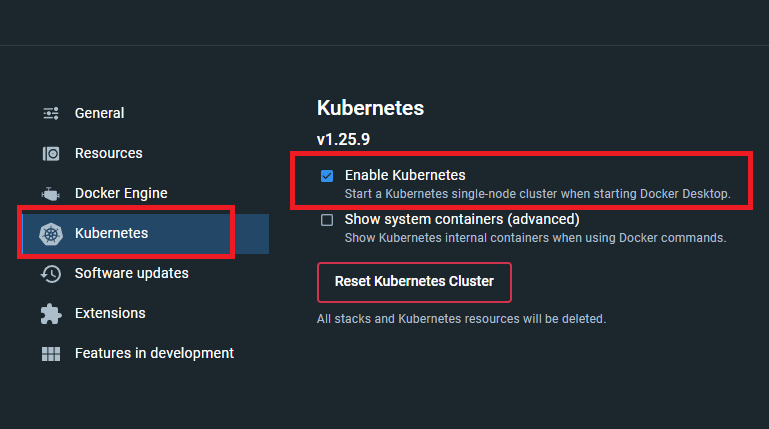 General
Resources
Docker Engine
Kubernetes
Software updates
Extensions
Features in development
Kubernetes
v1.25.9
Enable Kubernetes
Start a Kubernetes single-node cluster when starting Docker Desktop.
Show system containers (advanced)
Show Kubernetes internal containers when using Docker commands.
Reset Kubernetes Cluster
All stacks and Kubernetes resources will be deleted.